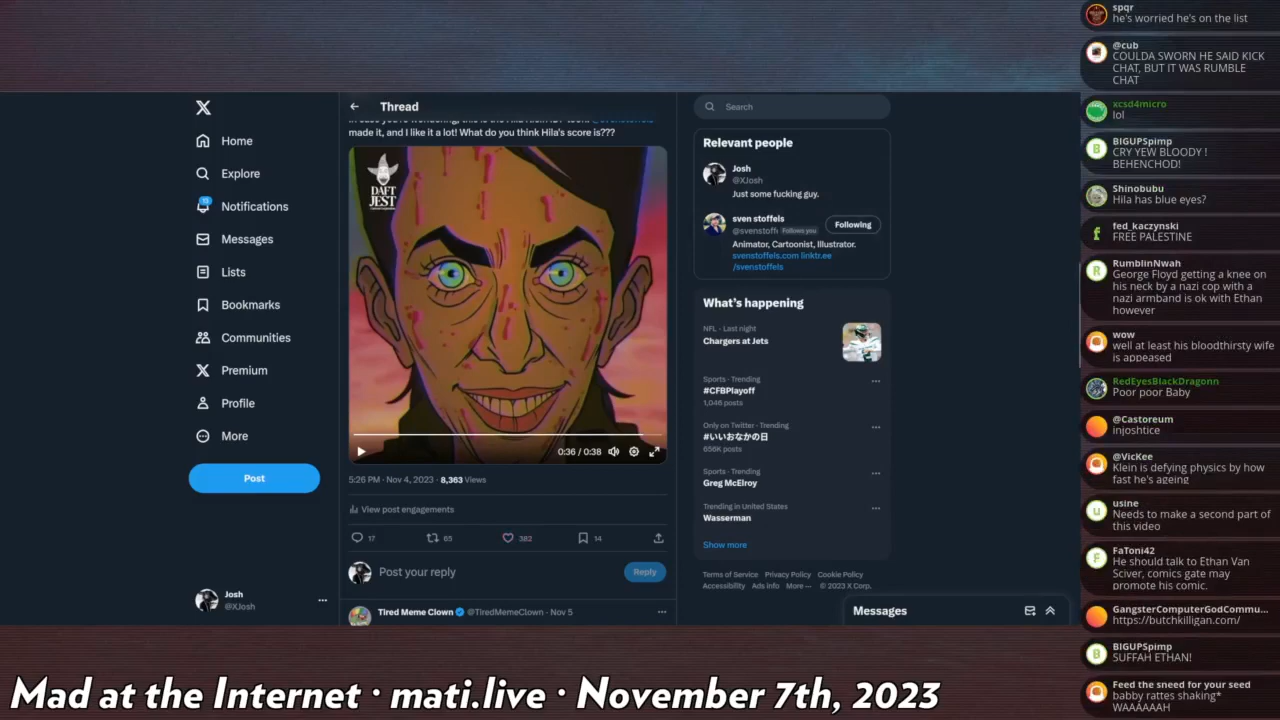 Home
Explore
13
Notifications
Messages
Lists
Bookmarks
Communities
Premium
Profile
More
Post
Josh
@XJosh
Thread
made it, and I like it a lot! What do you think Hila's score is???
DAFT
JEST
0:36 / 0:38
5:26 PM · Nov 4, 2023 · 8,363 Views
View post engagements
17
65
382
14
Post your reply
Reply
Tired Meme Clown @TiredMemeClown · Nov 5
Search
Relevant people
Josh
@XJosh
Just some fucking guy.
sven stoffels
@svenstoff Follows you
Following
Animator, Cartoonist, Illustrator.
svenstoffels.com linktr.ee
/svenstoffels
What's happening
NFL · Last night
Chargers at Jets
Sports · Trending
#CFBPlayoff
1,046 posts
Only on Twitter · Trending
#いいおなかの日
656K posts
Sports · Trending
Greg McElroy
Trending in United States
Wasserman
Show more
Terms of Service Privacy Policy Cookie Policy
Accessibility Ads info More ··· © 2023 X Corp.
Messages
spqr
he's worried he's on the list
@cub
COULDA SWORN HE SAID KICK
CHAT, BUT IT WAS RUMBLE
CHAT
xcsd4micro
lol
BIGUPSpimp
CRY YEW BLOODY !
BEHENCHOD!
Shinobubu
Hila has blue eyes?
fed_kaczynski
FREE PALESTINE
RumblinNwah
George Floyd getting a knee on
his neck by a nazi cop with a
nazi armband is ok with Ethan
however
wow
well at least his bloodthirsty wife
is appeased
RedEyesBlackDragonn
Poor poor Baby
@Castoreum
injoshtice
@VicKee
Klein is defying physics by how
fast he's ageing
usine
Needs to make a second part of
this video
FaToni42
He should talk to Ethan Van
Sciver, comics gate may
promote his comic.
GangsterComputerGodCommu...
https://butchkilligan.com/
BIGUPSpimp
SUFFAH ETHAN!
Feed the sneed for your seed
babby rattes shaking*
WAAAAAAH
Mad at the Internet · mati.live · November 7th, 2023